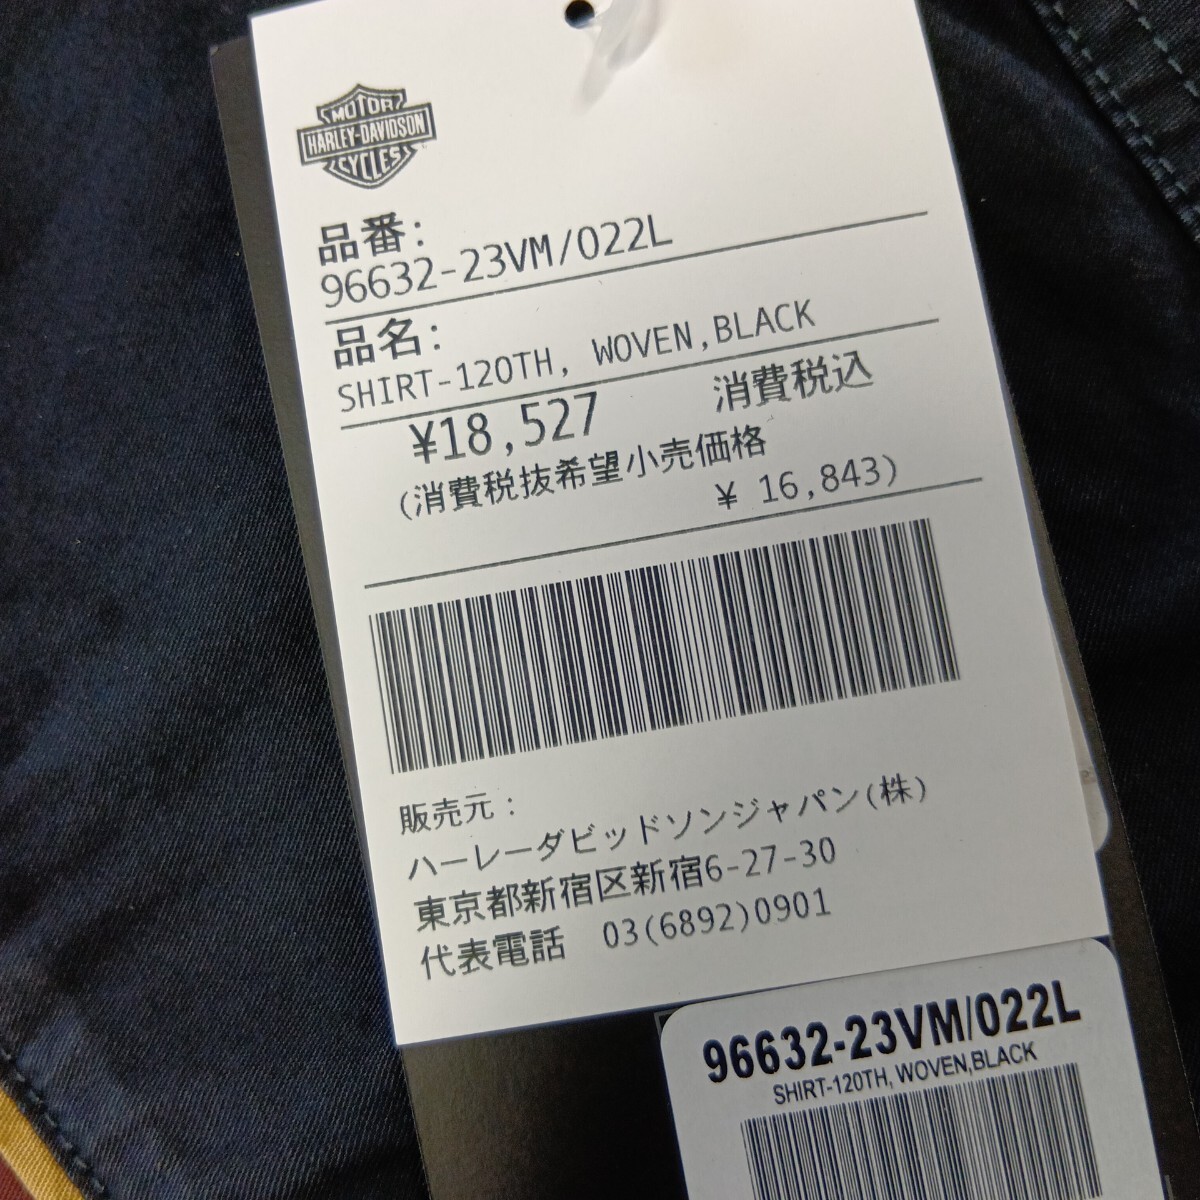 MOTOR
HARLEY-DAVIDSON
CYCLES
品番:
96632-23VM/022L
品名:
SHIRT-120TH, WOVEN,BLACK
¥18,527 消費税込
(消費税抜希望小売価格
¥ 16,843)
販売元:
ハーレーダビッドソンジャパン(株)
東京都新宿区新宿6-27-30
代表電話 03(6892)0901
96632-23VM/022L
SHIRT-120TH, WOVEN,BLACK